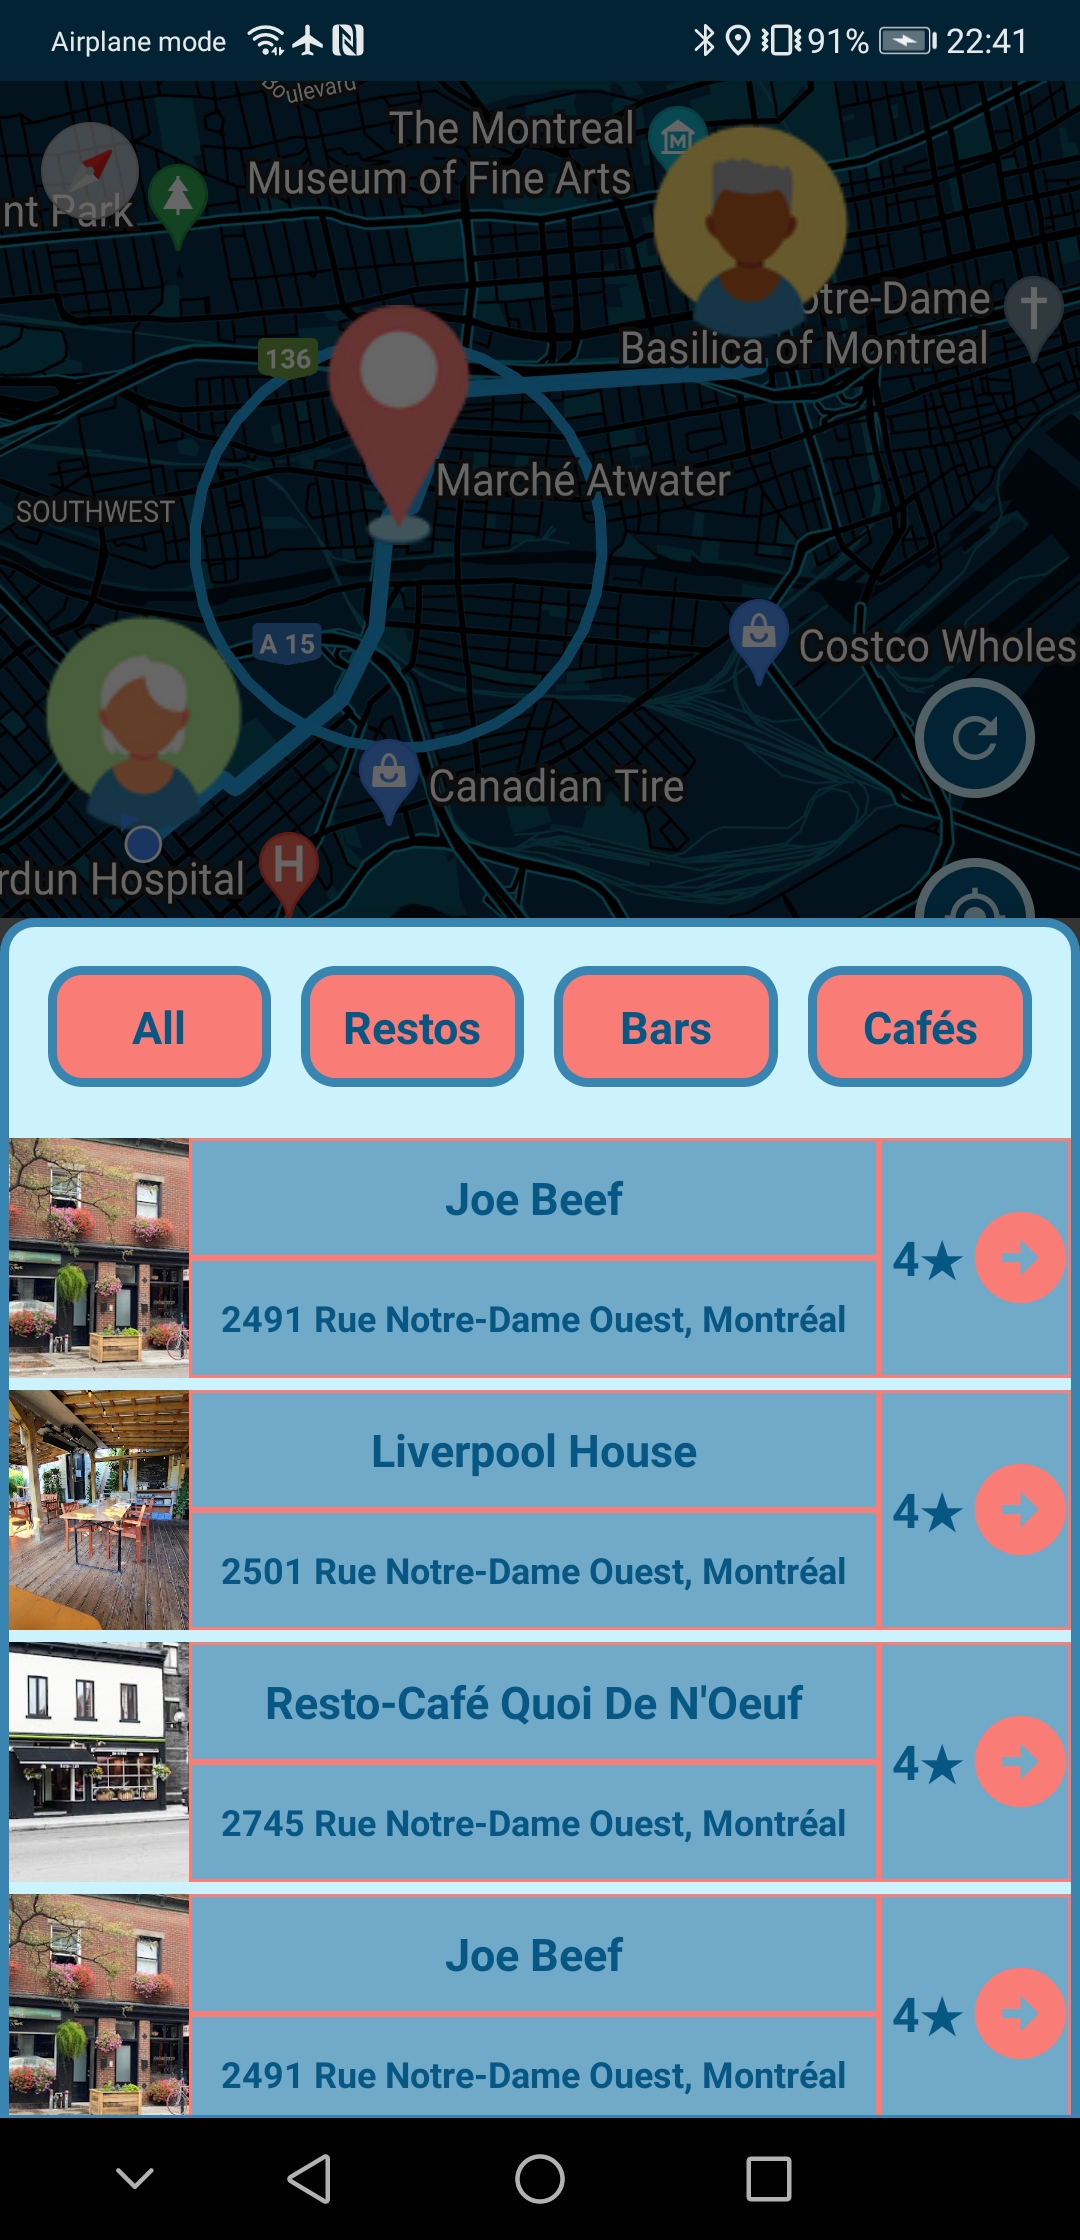 Airplane mode 91% 22:41
oulevard
The Montreal
Museum of Fine Arts
nt Park
otre-Dame
Basilica of Montreal
136
Marché Atwater
SOUTHWEST
A 15
Costco Wholes
Canadian Tire
rdun Hospital
H
All
Restos
Bars
Cafés
Joe Beef
2491 Rue Notre-Dame Ouest, Montréal
4★
Liverpool House
2501 Rue Notre-Dame Ouest, Montréal
4★
Resto-Café Quoi De N'Oeuf
2745 Rue Notre-Dame Ouest, Montréal
4★
Joe Beef
2491 Rue Notre-Dame Ouest, Montréal
4★